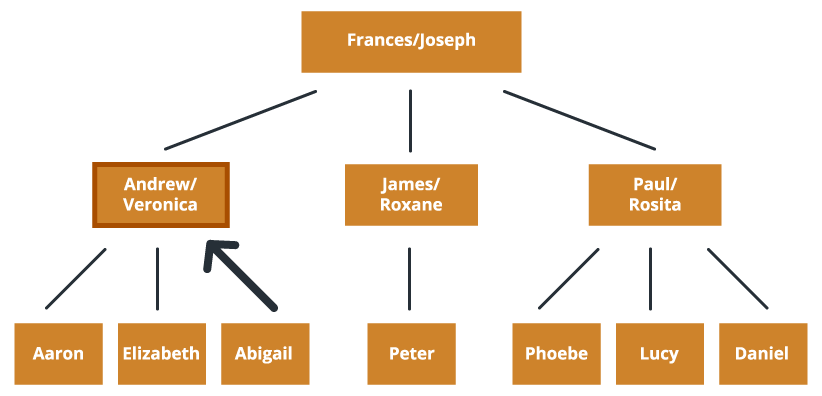 Frances/Joseph
Andrew/
Veronica
James/
Roxane
Paul/
Rosita
Aaron
Elizabeth
Abigail
Peter
Phoebe
Lucy
Daniel